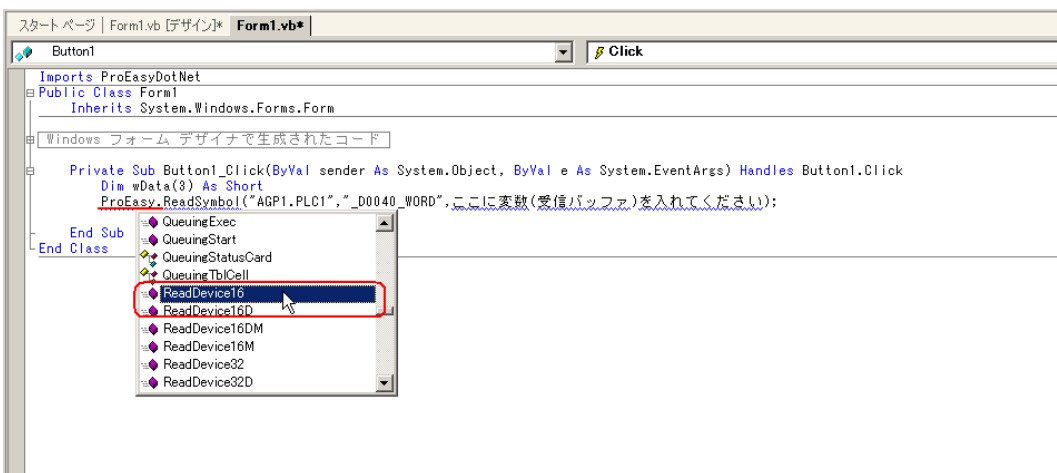 スタート ページ Form1.vb [デザイン]* Form1.vb*
Button1 Click
Imports ProEasyDotNet
Public Class Form1
Inherits System.Windows.Forms.Form
Windows フォーム デザイナで生成されたコード
Private Sub Button1_Click(ByVal sender As System.Object, ByVal e As System.EventArgs) Handles Button1.Click
Dim wData(3) As Short
ProEasy.ReadSymbol("AGP1.PLC1","_D0040_WORD",ここに変数(受信バッファ)を入れてください);
End Sub
End Class
QueuingExec
QueuingStart
QueuingStatusCard
QueuingTblCell
ReadDevice16
ReadDevice16D
ReadDevice16DM
ReadDevice16M
ReadDevice32
ReadDevice32D